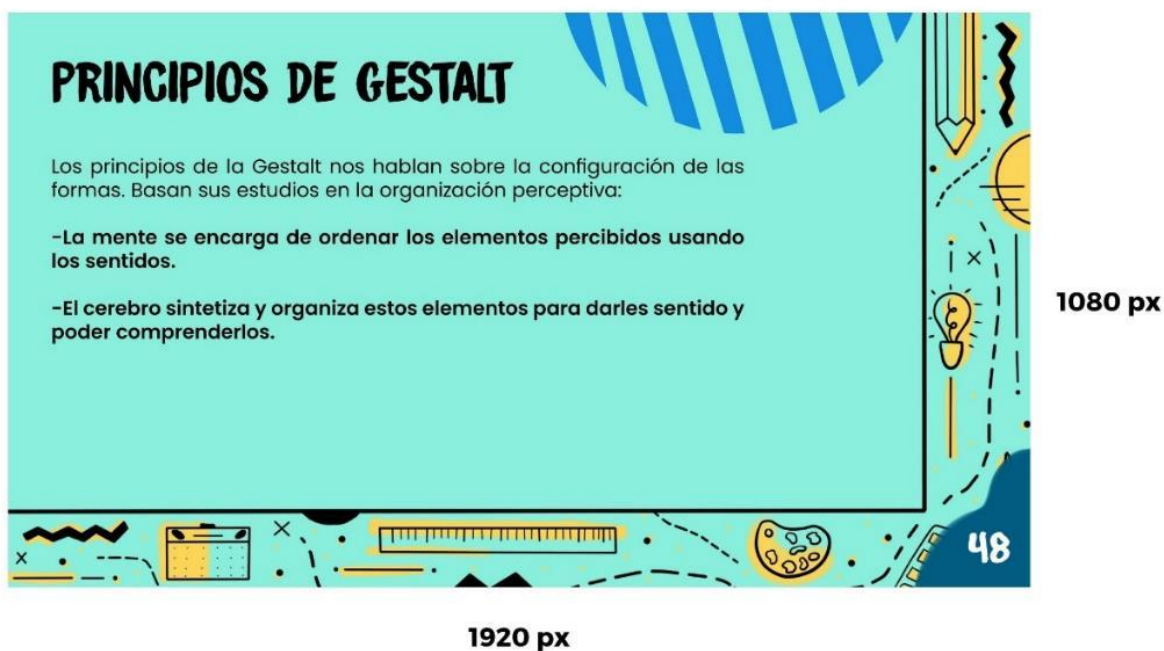 PRINCIPIOS DE GESTALT
Los principios de la Gestalt nos hablan sobre la configuración de las
formas. Basan sus estudios en la organización perceptiva:
-La mente se encarga de ordenar los elementos percibidos usando
los sentidos.
-El cerebro sintetiza y organiza estos elementos para darles sentido y
poder comprenderlos.
1080 px
48
1920 px